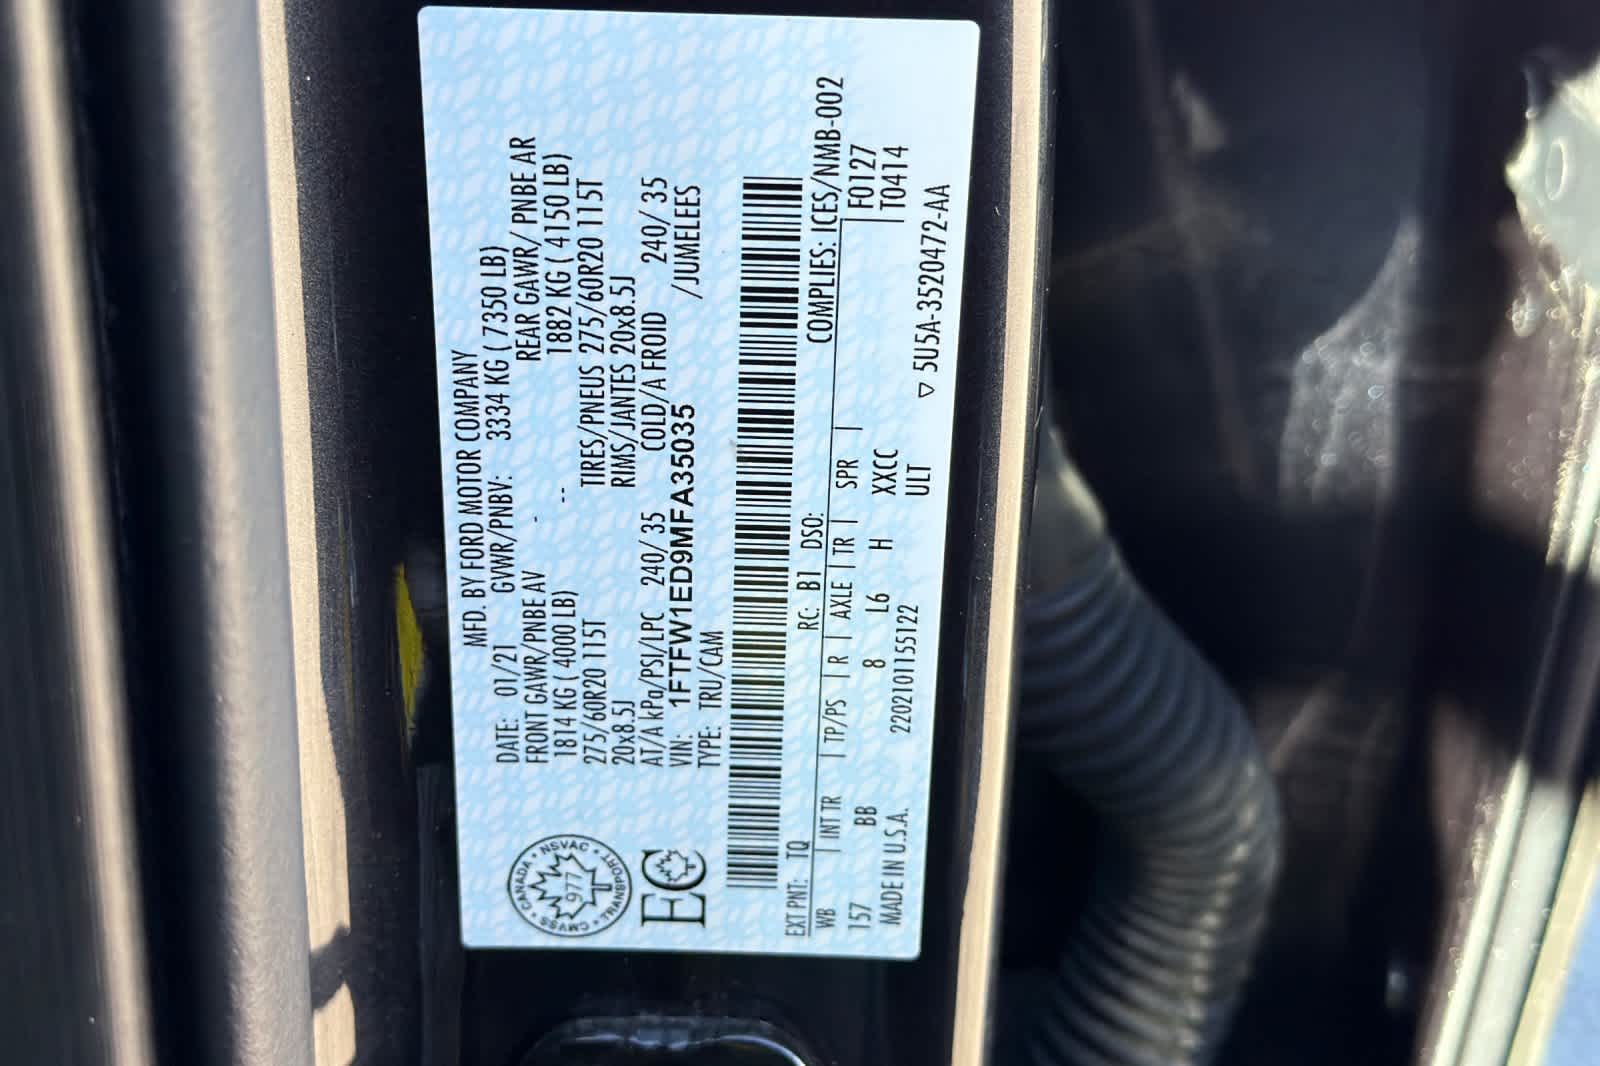 MFD. BY FORD MOTOR COMPANY
DATE: 01/21 GVWR/PNBV: 3334 KG ( 7350 LB)
FRONT GAWR/PNBE AV - REAR GAWR/ PNBE AR
1814 KG ( 4000 LB) -- 1882 KG ( 4150 LB)
275/60R20 115T TIRES/PNEUS 275/60R20 115T
20x8.5J RIMS/JANTES 20x8.5J
AT/A kPa/PSI/LPC 240/ 35 COLD/A FROID 240/ 35
VIN: 1FTFW1ED9MFA35035 /JUMELEES
TYPE: TRU/CAM
CANADA • NSVAC • TRANSPORT • CMVSS •
977
EC
COMPLIES: ICES/NMB-002
EXT PNT: TQ RC: B1 DSO: F0127
WB | INT TR | TP/PS | R | AXLE | TR | SPR | T0414
157 BB 8 L6 H XXCC
MADE IN U.S.A. 2202101155122 ULT
▽ 5U5A-3520472-AA